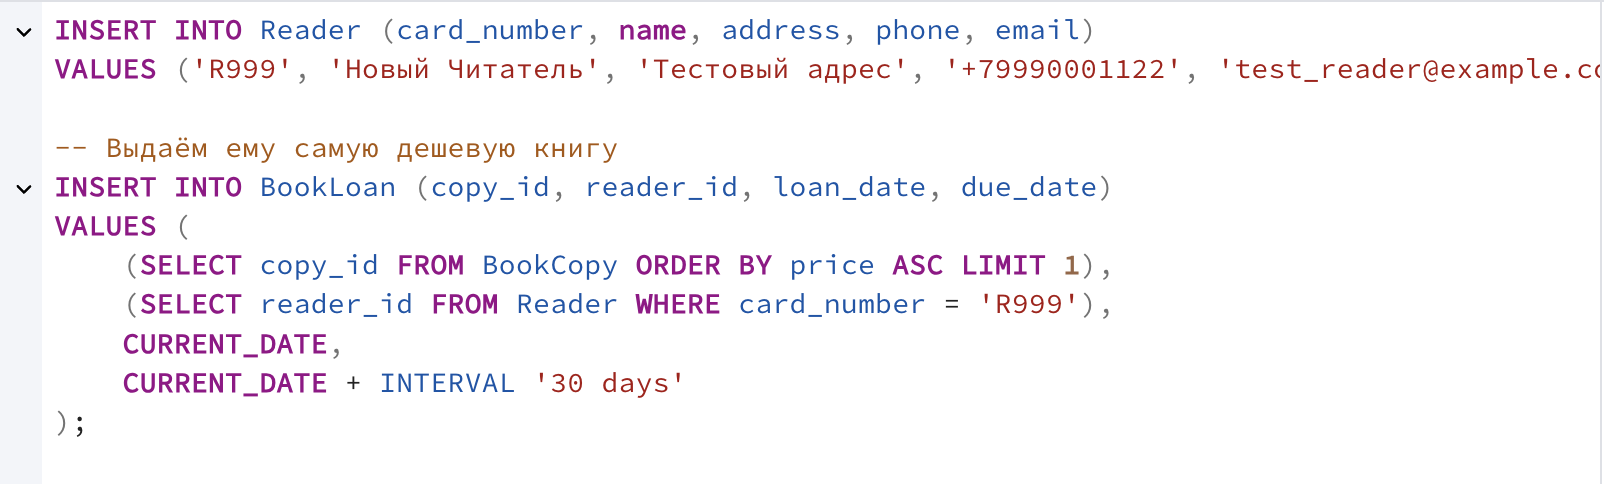 INSERT INTO Reader (card_number, name, address, phone, email)
VALUES ('R999', 'Новый Читатель', 'Тестовый адрес', '+79990001122', 'test_reader@example.co
-- Выдаём ему самую дешевую книгу
INSERT INTO BookLoan (copy_id, reader_id, loan_date, due_date)
VALUES (
    (SELECT copy_id FROM BookCopy ORDER BY price ASC LIMIT 1),
    (SELECT reader_id FROM Reader WHERE card_number = 'R999'),
    CURRENT_DATE,
    CURRENT_DATE + INTERVAL '30 days'
);